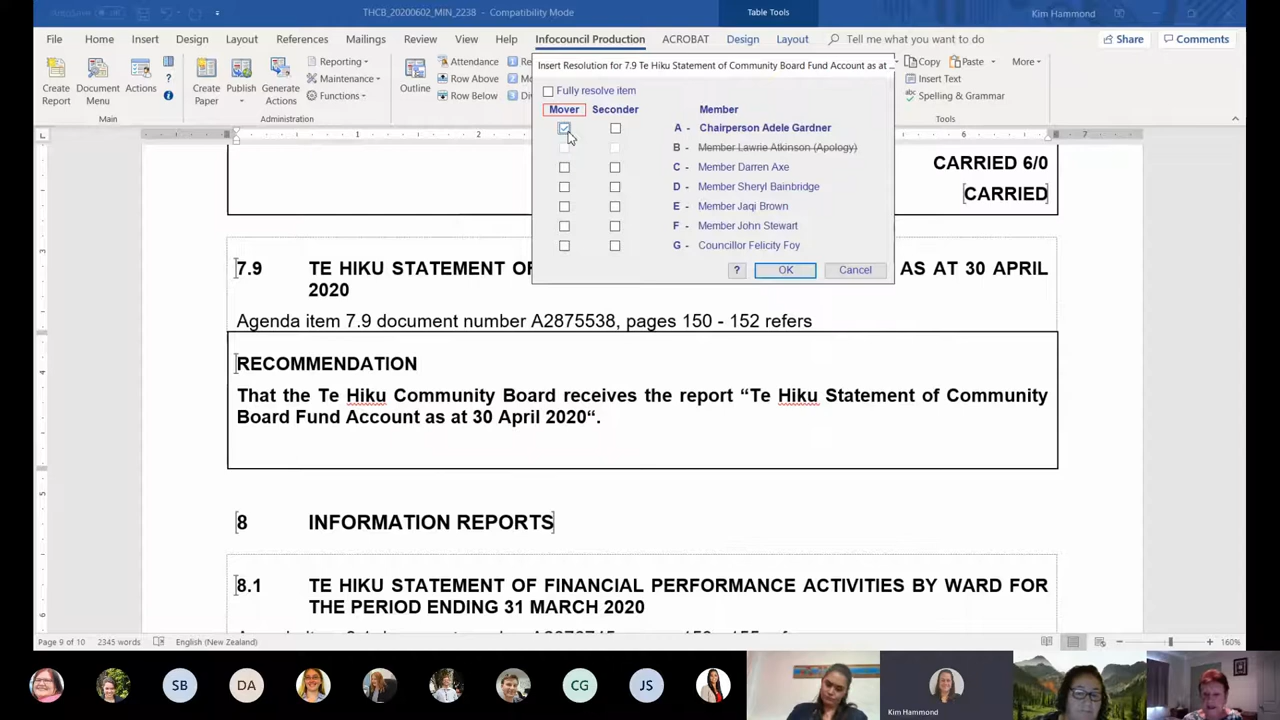 AutoSave Off THCB_20200602_MIN_2238 - Compatibility Mode Table Tools Kim Hammond
File Home Insert Design Layout References Mailings Review View Help Infocouncil Production ACROBAT Design Layout Tell me what you want to do Share Comments
Create Report
Document Menu
Actions
Main
Create Paper
Publish
Generate Actions
Reporting
Maintenance
Functions
Administration
Outline
Attendance
Row Above
Row Below
Copy Paste More
Insert Text
Spelling & Grammar
Tools
Insert Resolution for 7.9 Te Hiku Statement of Community Board Fund Account as at ...
Fully resolve item
Mover Seconder Member
A - Chairperson Adele Gardner
B - Member Lawrie Atkinson (Apology)
C - Member Darren Axe
D - Member Sheryl Bainbridge
E - Member Jaqi Brown
F - Member John Stewart
G - Councillor Felicity Foy
? OK Cancel
CARRIED 6/0
CARRIED
7.9 TE HIKU STATEMENT OF AS AT 30 APRIL
2020
Agenda item 7.9 document number A2875538, pages 150 - 152 refers
RECOMMENDATION
That the Te Hiku Community Board receives the report “Te Hiku Statement of Community
Board Fund Account as at 30 April 2020“.
8 INFORMATION REPORTS
8.1 TE HIKU STATEMENT OF FINANCIAL PERFORMANCE ACTIVITIES BY WARD FOR
THE PERIOD ENDING 31 MARCH 2020
Page 9 of 10 2345 words English (New Zealand) 160%
SB DA CG JS
Kim Hammond